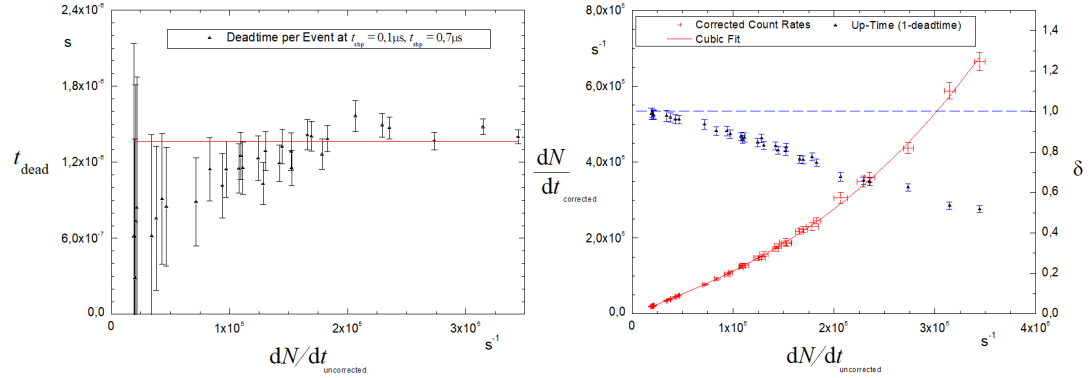 1,8x10⁻⁶
s
1,2x10⁻⁶
6,0x10⁻⁷
0,0
2,4x10⁻⁶
t_dead
Deadtime per Event at t_shp = 0,1µs, t_shp = 0,7µs
0
1x10⁵
2x10⁵
3x10⁵
s⁻¹
dN/dt_uncorrected
8,0x10⁵
s⁻¹
6,0x10⁵
4,0x10⁵
2,0x10⁵
0,0
dN
dt_corrected
Corrected Count Rates
Up-Time (1-deadtime)
Cubic Fit
1,4
1,2
1,0
0,8
0,6
0,4
0,2
0,0
δ
0
1x10⁵
2x10⁵
3x10⁵
4x10⁵
s⁻¹
dN/dt_uncorrected